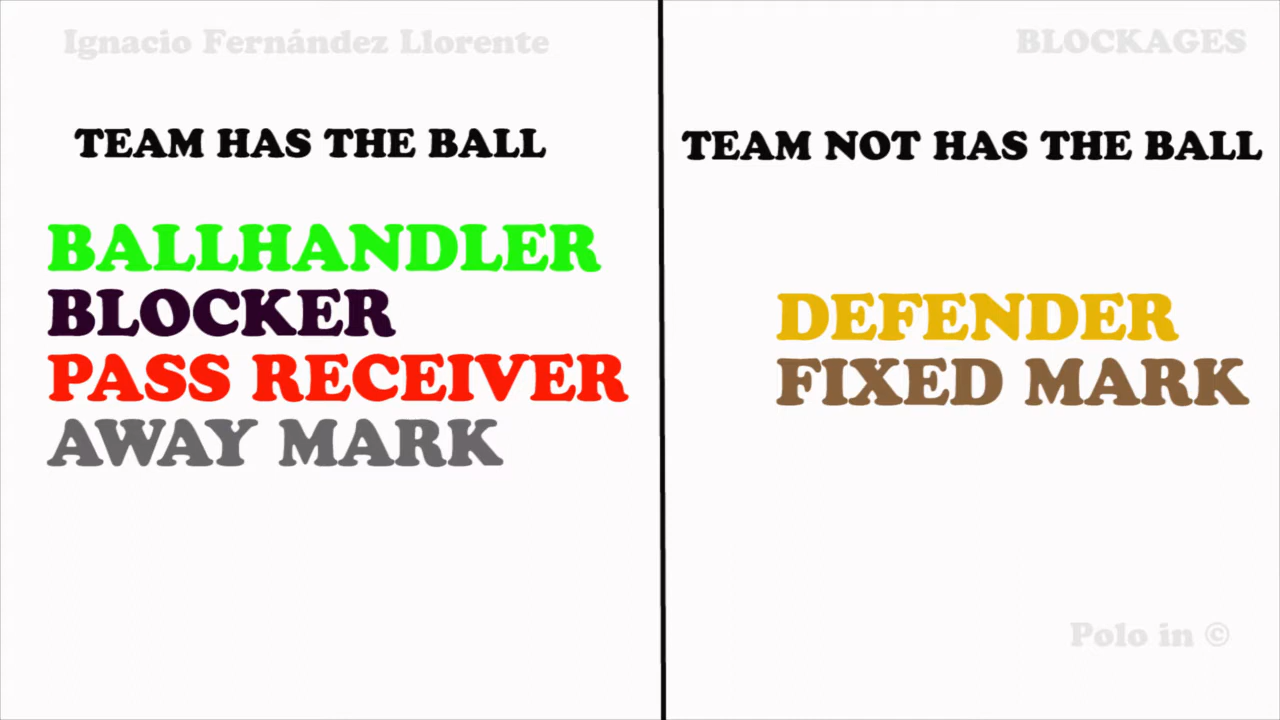 Ignacio Fernández Llorente
BLOCKAGES
TEAM HAS THE BALL
BALLHANDLER
BLOCKER
PASS RECEIVER
AWAY MARK
TEAM NOT HAS THE BALL
DEFENDER
FIXED MARK
Polo in ©